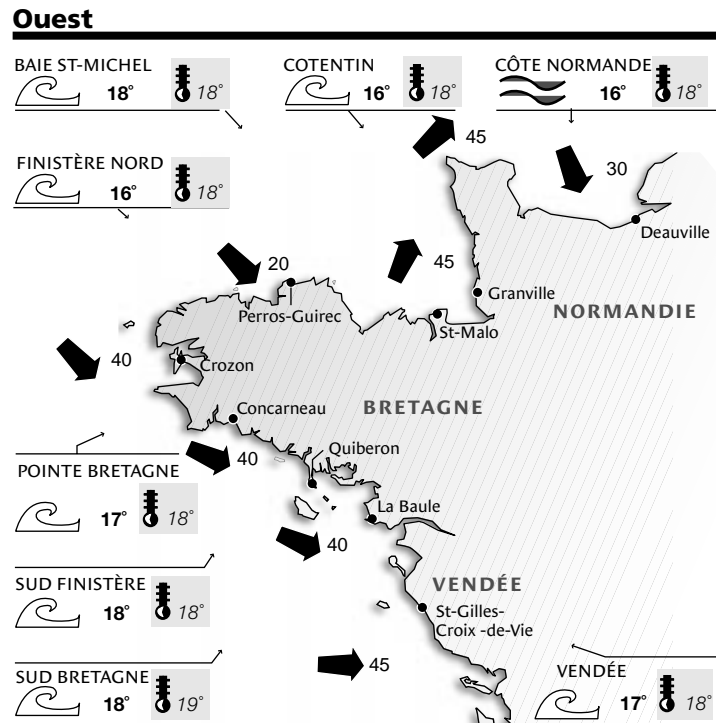 Ouest
BAIE ST-MICHEL
18° 18°
COTENTIN
16° 18°
CÔTE NORMANDE
16° 18°
FINISTÈRE NORD
16° 18°
45
30
Deauville
20
45
Perros-Guirec
Granville
St-Malo
NORMANDIE
40
Crozon
BRETAGNE
Concarneau
40
Quiberon
POINTE BRETAGNE
17° 18°
La Baule
40
SUD FINISTÈRE
18° 18°
VENDÉE
St-Gilles-
Croix -de-Vie
45
SUD BRETAGNE
18° 19°
VENDÉE
17° 18°